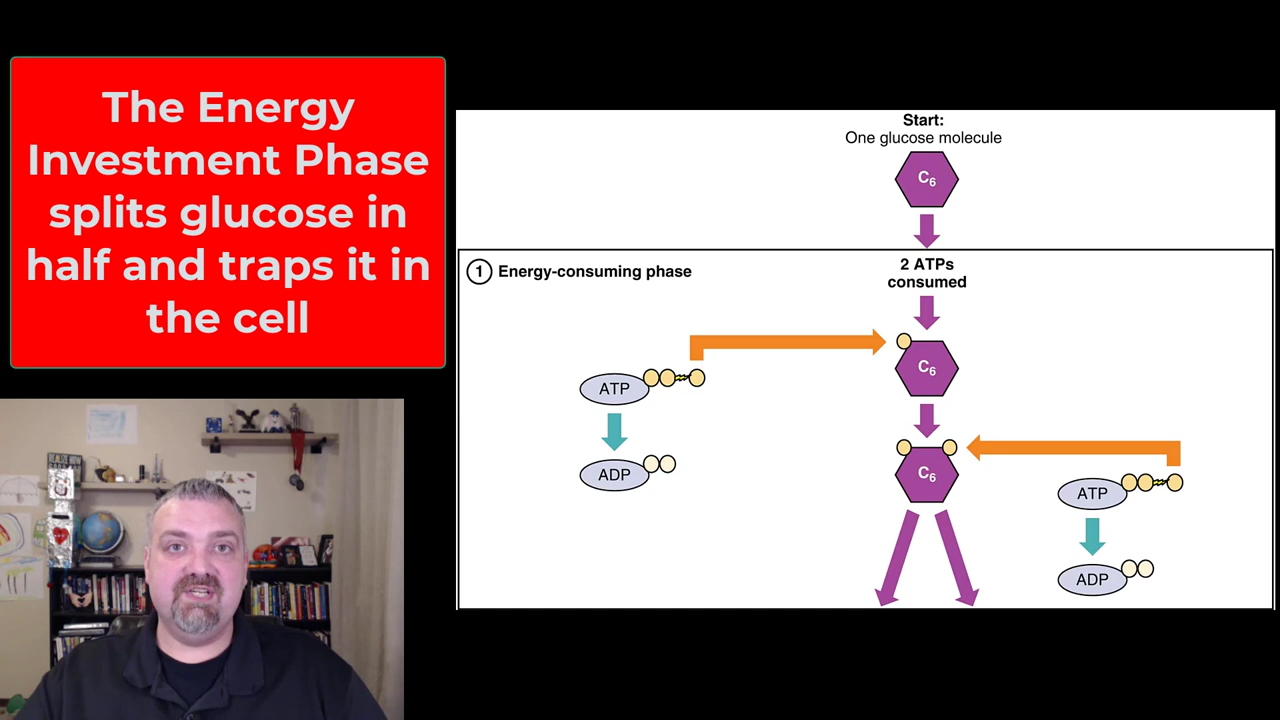 The Energy
Investment Phase
splits glucose in
half and traps it in
the cell
Start:
One glucose molecule
C6
1 Energy-consuming phase
2 ATPs
consumed
C6
ATP
ADP
C6
ATP
ADP